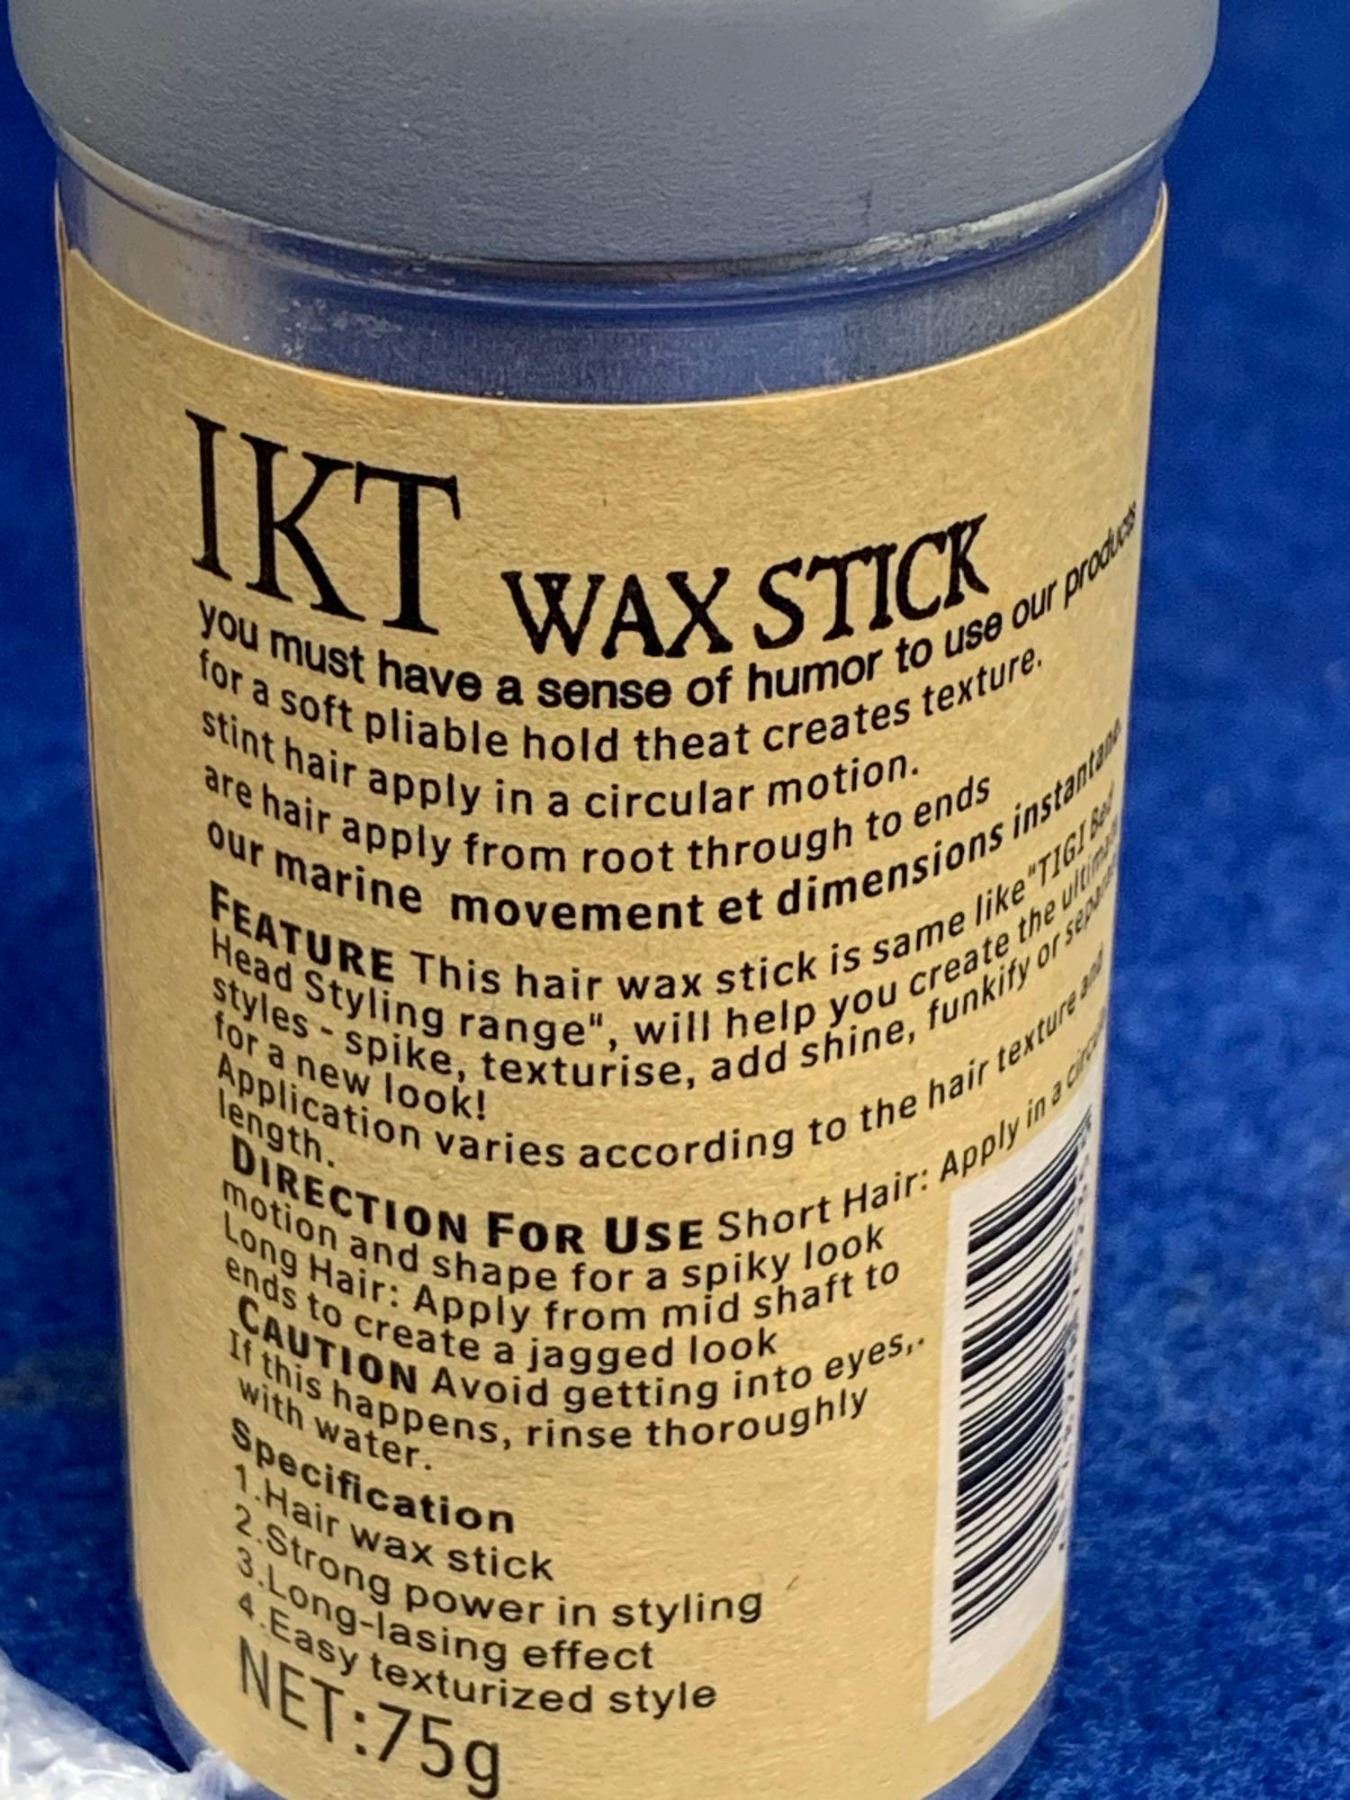 IKT WAX STICK
you must have a sense of humor to use our products
for a soft pliable hold theat creates texture.
stint hair apply in a circular motion.
are hair apply from root through to ends
our marine movement et dimensions instantane
FEATURE This hair wax stick is same like"TIGI Bed
Head Styling range", will help you create the ultimate
styles - spike, texturise, add shine, funkify or
for a new look!
Application varies according to the hair texture and
length.
DIRECTION FOR USE Short Hair: Apply in a
motion and shape for a spiky look
Long Hair: Apply from mid shaft to
ends to create a jagged look
CAUTION Avoid getting into eyes,.
If this happens, rinse thoroughly
with water.
Specification
1.Hair wax stick
2.Strong power in styling
3.Long-lasing effect
4.Easy texturized style
NET:75g